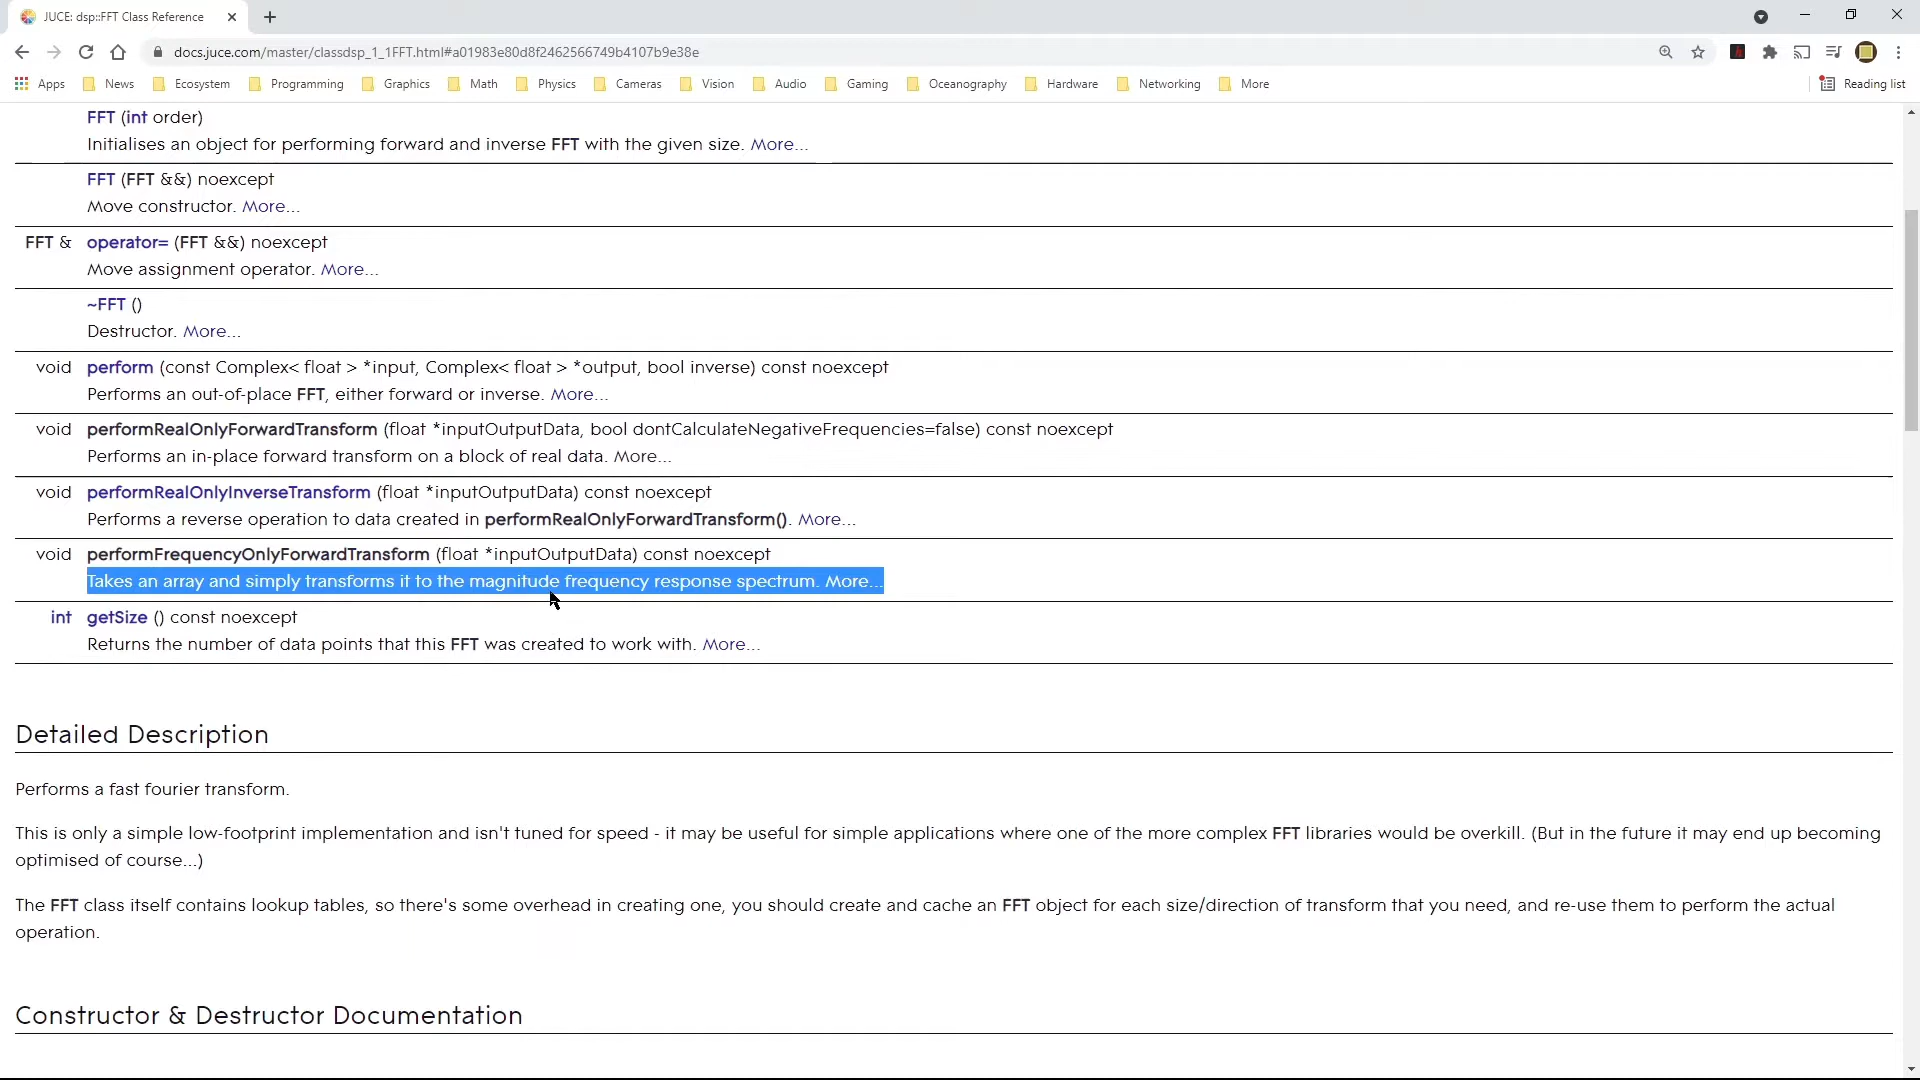 JUCE: dsp::FFT Class Reference
docs.juce.com/master/classdsp_1_1FFT.html#a01983e80d8f2462566749b4107b9e38e
Apps News Ecosystem Programming Graphics Math Physics Cameras Vision Audio Gaming Oceanography Hardware Networking More Reading list
FFT (int order)
Initialises an object for performing forward and inverse FFT with the given size. More...
FFT (FFT &&) noexcept
Move constructor. More...
FFT & operator= (FFT &&) noexcept
Move assignment operator. More...
~FFT ()
Destructor. More...
void perform (const Complex< float > *input, Complex< float > *output, bool inverse) const noexcept
Performs an out-of-place FFT, either forward or inverse. More...
void performRealOnlyForwardTransform (float *inputOutputData, bool dontCalculateNegativeFrequencies=false) const noexcept
Performs an in-place forward transform on a block of real data. More...
void performRealOnlyInverseTransform (float *inputOutputData) const noexcept
Performs a reverse operation to data created in performRealOnlyForwardTransform(). More...
void performFrequencyOnlyForwardTransform (float *inputOutputData) const noexcept
Takes an array and simply transforms it to the magnitude frequency response spectrum. More...
int getSize () const noexcept
Returns the number of data points that this FFT was created to work with. More...
Detailed Description
Performs a fast fourier transform.
This is only a simple low-footprint implementation and isn't tuned for speed - it may be useful for simple applications where one of the more complex FFT libraries would be overkill. (But in the future it may end up becoming
optimised of course...)
The FFT class itself contains lookup tables, so there's some overhead in creating one, you should create and cache an FFT object for each size/direction of transform that you need, and re-use them to perform the actual
operation.
Constructor & Destructor Documentation